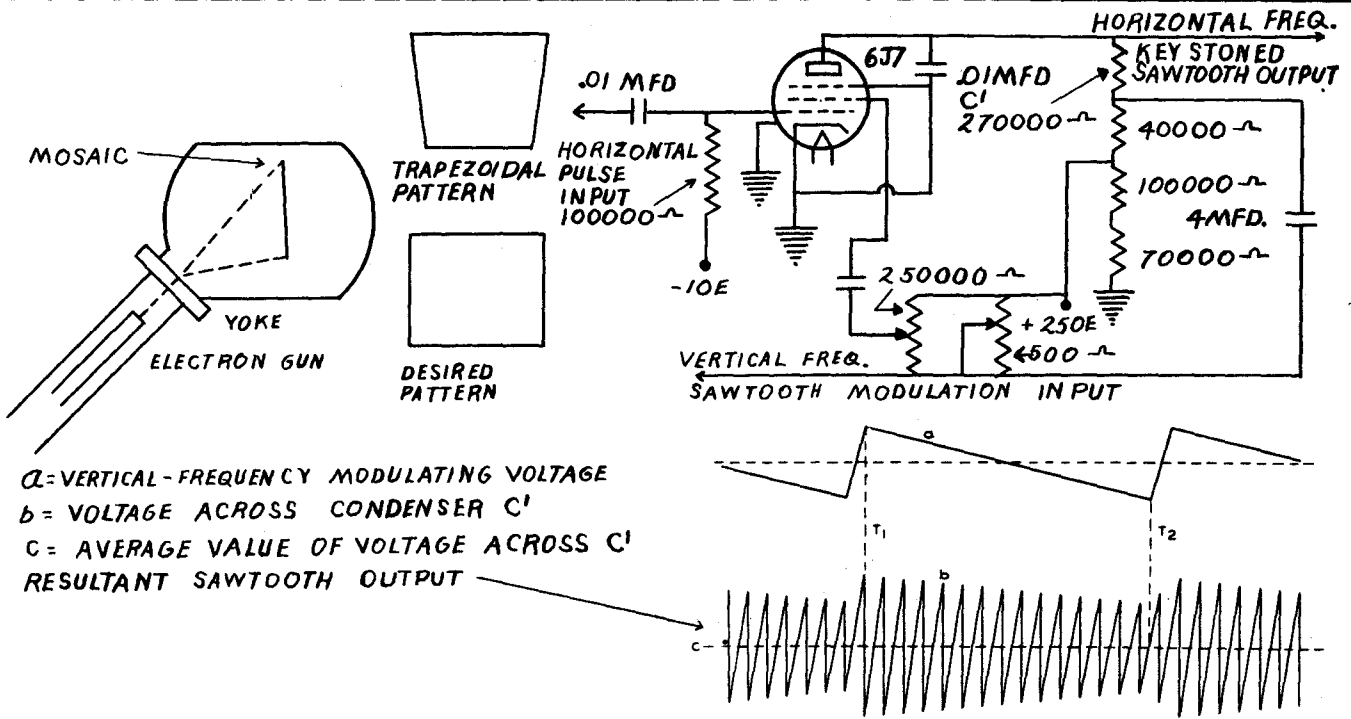 HORIZONTAL FREQ.
KEY STONED
SAWTOOTH OUTPUT
6J7
.01MFD
C'
270000 Ω
.01 MFD
40000 Ω
MOSAIC
TRAPEZOIDAL
PATTERN
HORIZONTAL
PULSE
INPUT
100000 Ω
100000 Ω
4MFD.
70000 Ω
-10E
250000 Ω
YOKE
+250E
500 Ω
ELECTRON GUN
DESIRED
PATTERN
VERTICAL FREQ.
SAWTOOTH MODULATION INPUT
a=VERTICAL-FREQUENCY MODULATING VOLTAGE
b = VOLTAGE ACROSS CONDENSER C'
C = AVERAGE VALUE OF VOLTAGE ACROSS C'
RESULTANT SAWTOOTH OUTPUT
a
T1
T2
b
C